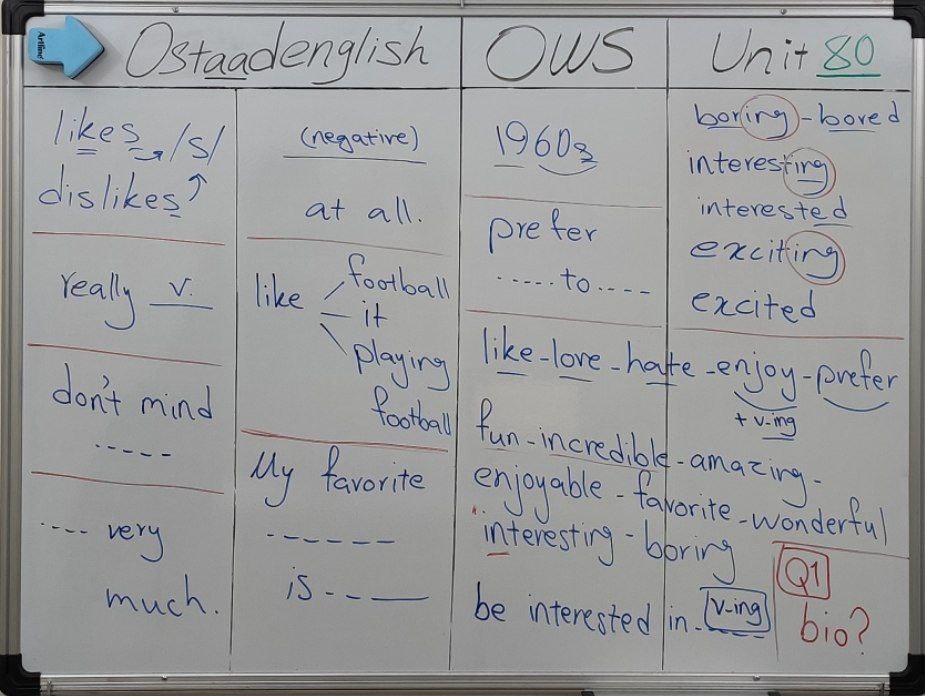 Artline
Ostaadenglish
OWS
Unit 80
likes → /s/
dislikes
really v.
don't mind
-----
---- very
much.
(negative)
at all.
like
football
it
playing
football
My favorite
------
is ----
1960s
prefer
.....to----
boring - bored
interesting
interested
exciting
excited
like - love - hate - enjoy - prefer
+ v-ing
fun - incredible - amazing -
enjoyable - favorite - wonderful
interesting - boring
be interested in v-ing
Q1
bio?